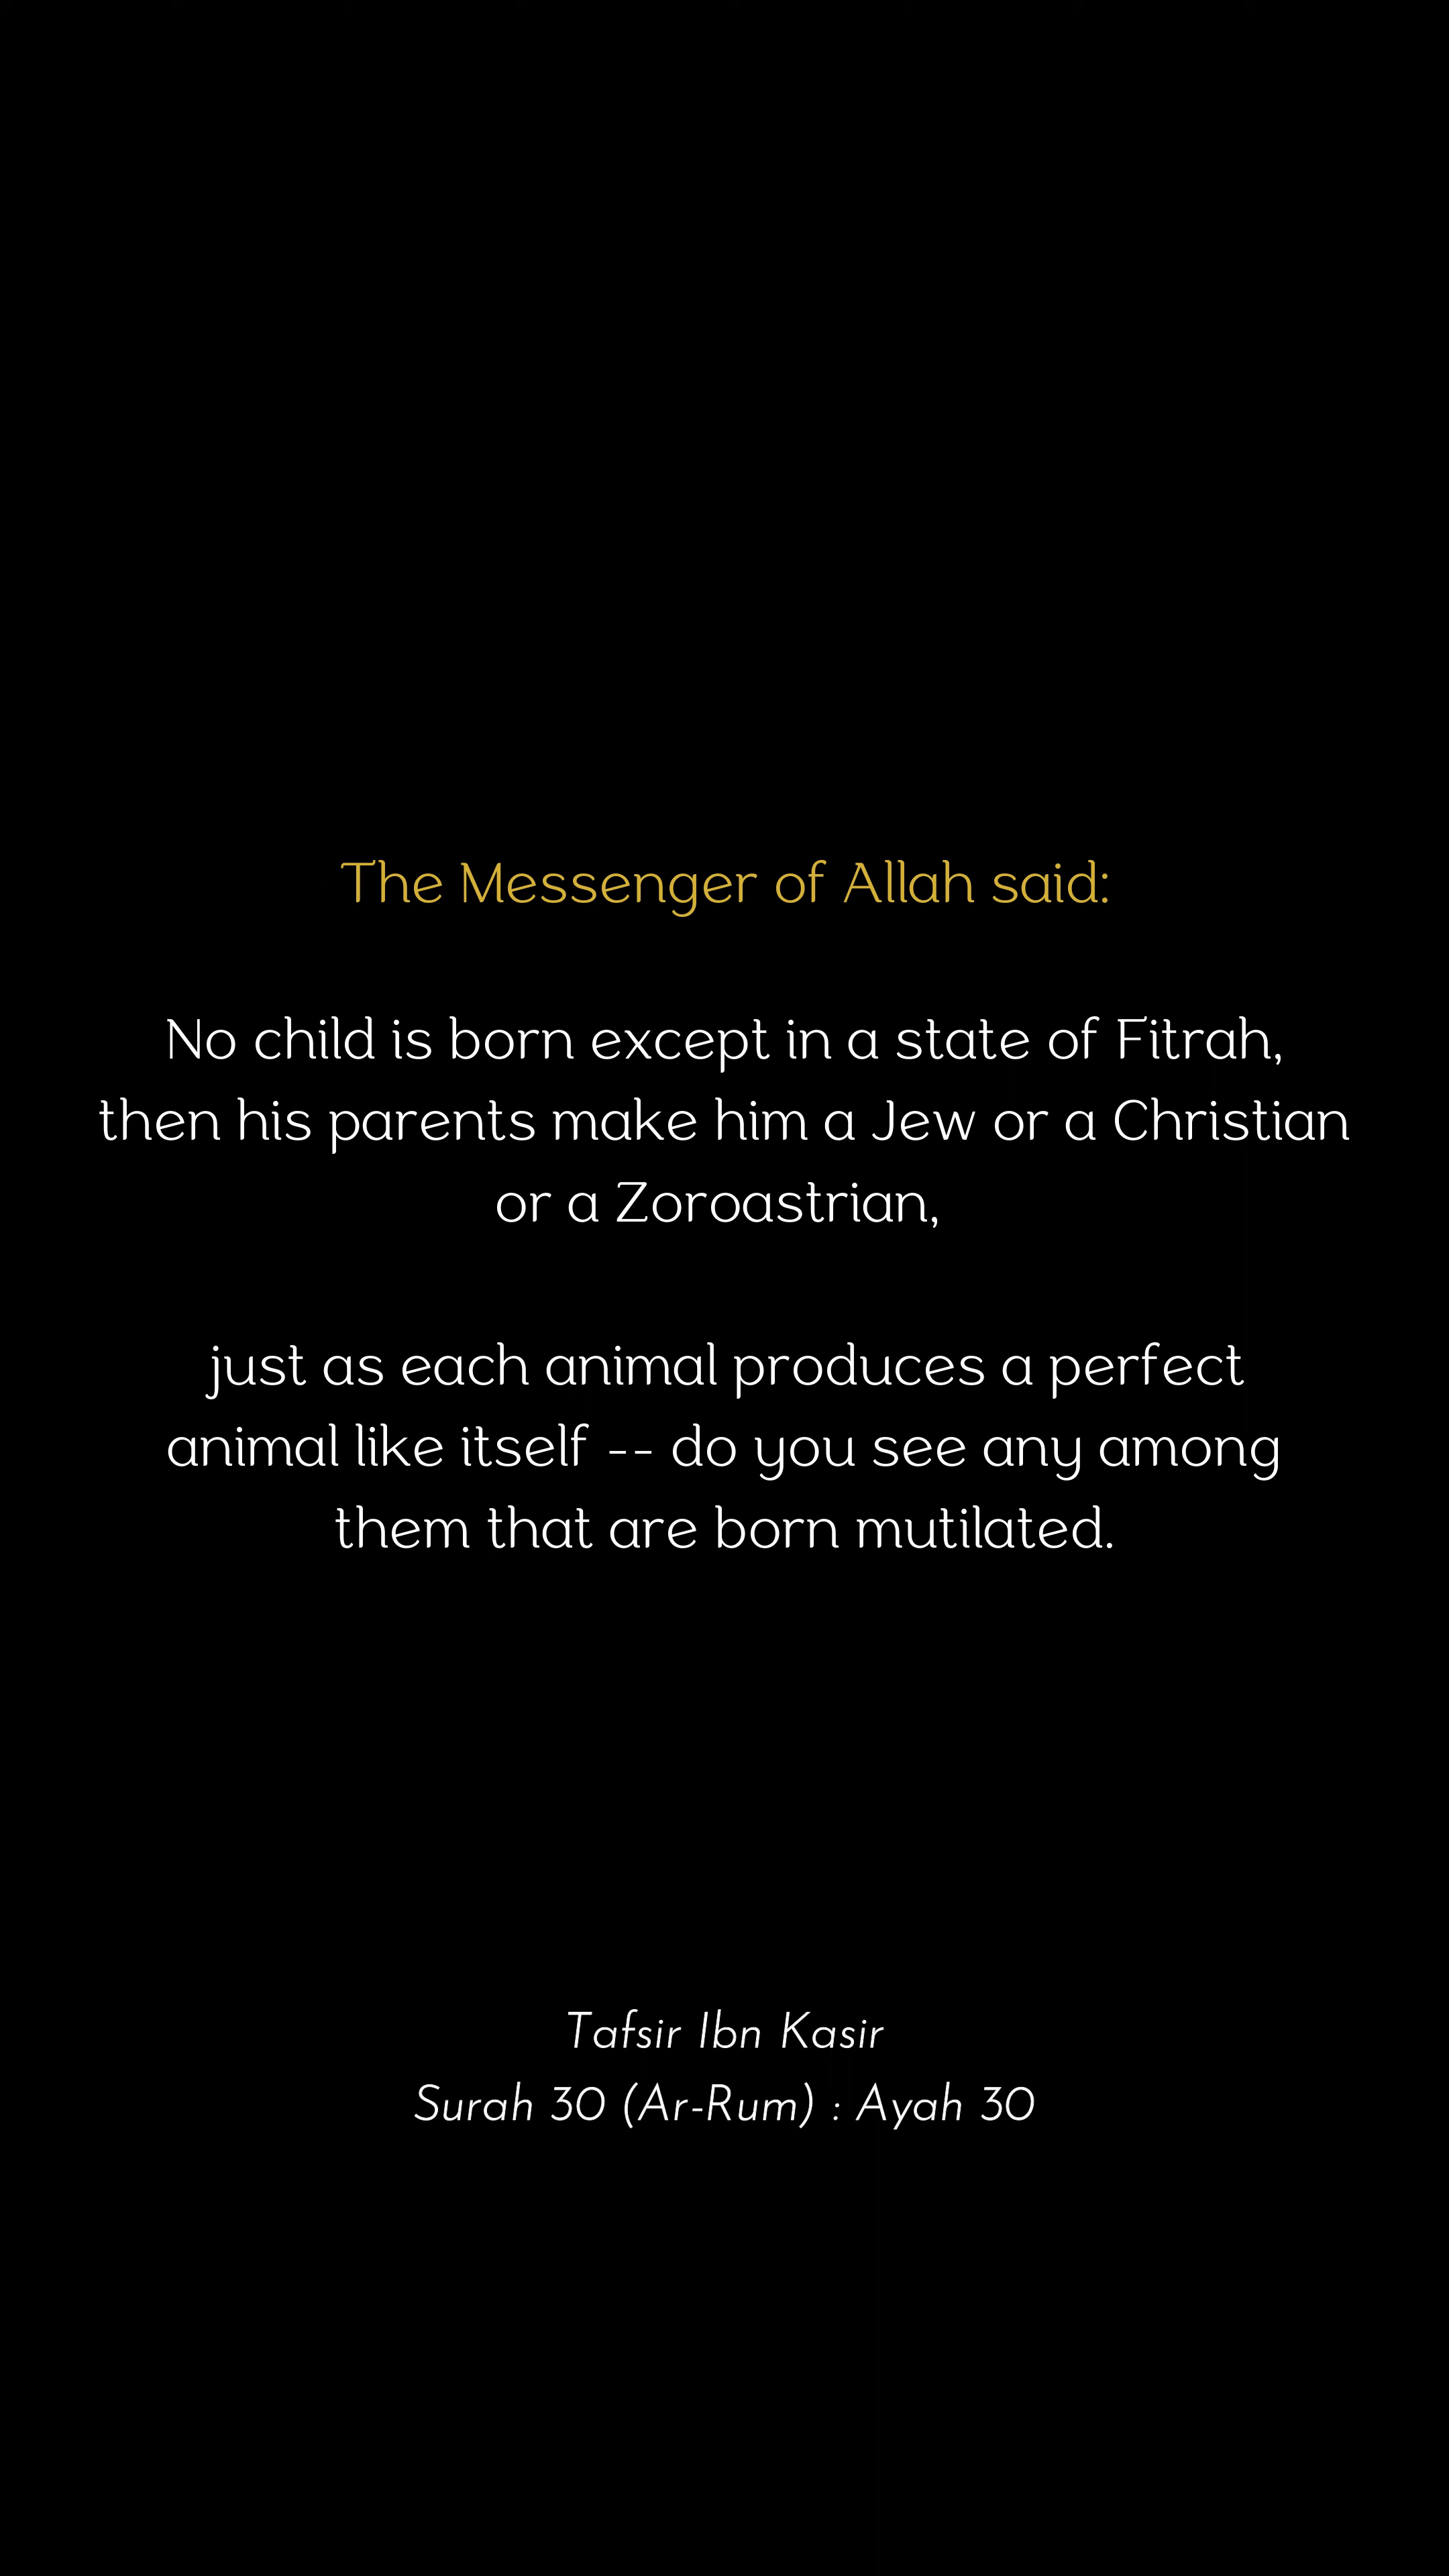 The Messenger of Allah said:
No child is born except in a state of Fitrah,
then his parents make him a Jew or a Christian
or a Zoroastrian,
just as each animal produces a perfect
animal like itself -- do you see any among
them that are born mutilated.
Tafsir Ibn Kasir
Surah 30 (Ar-Rum) : Ayah 30